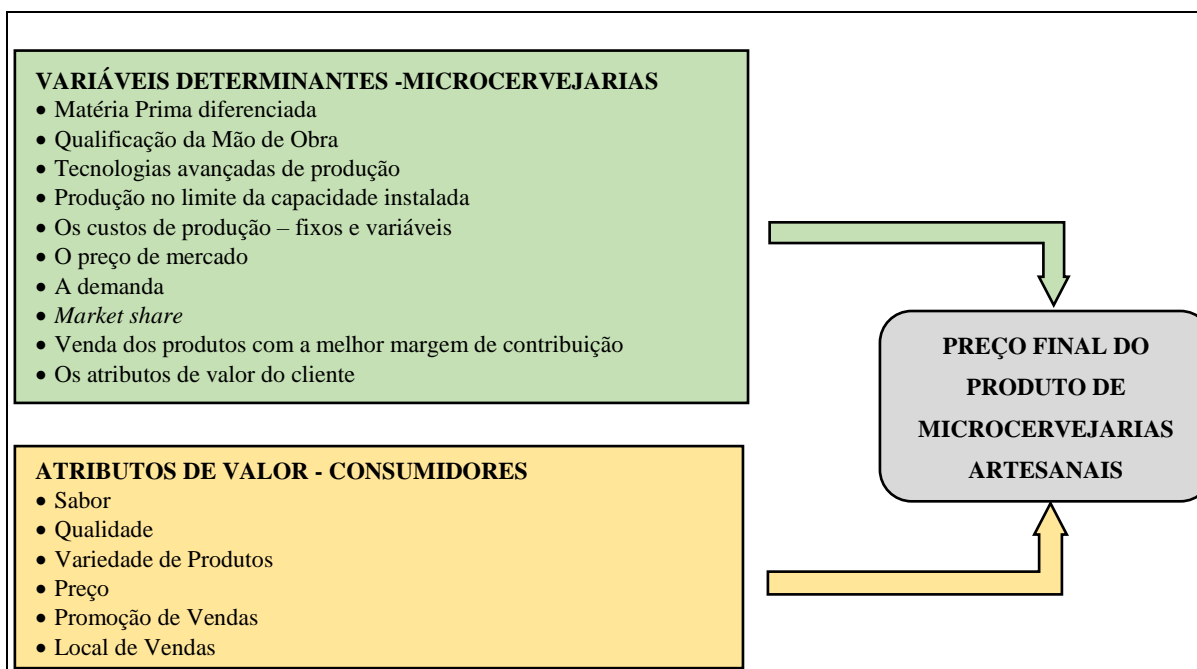 VARIÁVEIS DETERMINANTES -MICROCERVEJARIAS
• Matéria Prima diferenciada
• Qualificação da Mão de Obra
• Tecnologias avançadas de produção
• Produção no limite da capacidade instalada
• Os custos de produção – fixos e variáveis
• O preço de mercado
• A demanda
• Market share
• Venda dos produtos com a melhor margem de contribuição
• Os atributos de valor do cliente
ATRIBUTOS DE VALOR - CONSUMIDORES
• Sabor
• Qualidade
• Variedade de Produtos
• Preço
• Promoção de Vendas
• Local de Vendas
PREÇO FINAL DO
PRODUTO DE
MICROCERVEJARIAS
ARTESANAIS